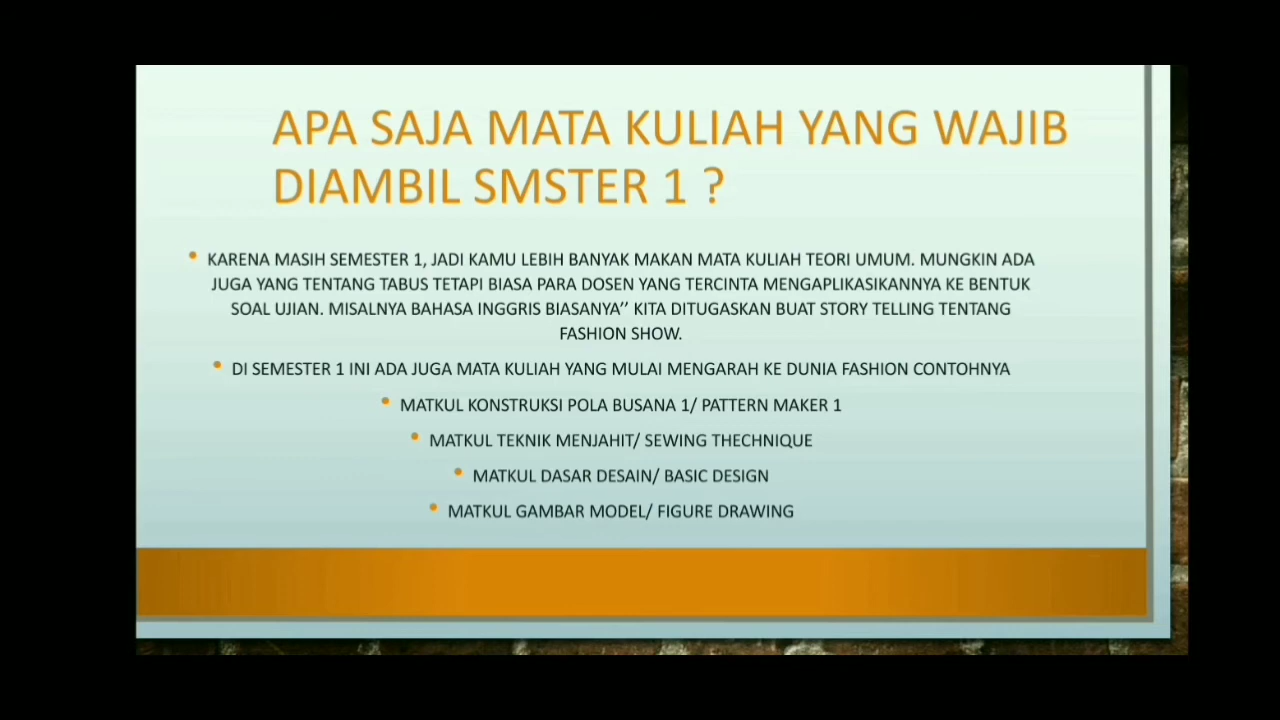 APA SAJA MATA KULIAH YANG WAJIB
DIAMBIL SMSTER 1 ?
• KARENA MASIH SEMESTER 1, JADI KAMU LEBIH BANYAK MAKAN MATA KULIAH TEORI UMUM. MUNGKIN ADA
JUGA YANG TENTANG TABUS TETAPI BIASA PARA DOSEN YANG TERCINTA MENGAPLIKASIKANNYA KE BENTUK
SOAL UJIAN. MISALNYA BAHASA INGGRIS BIASANYA’’ KITA DITUGASKAN BUAT STORY TELLING TENTANG
FASHION SHOW.
• DI SEMESTER 1 INI ADA JUGA MATA KULIAH YANG MULAI MENGARAH KE DUNIA FASHION CONTOHNYA
• MATKUL KONSTRUKSI POLA BUSANA 1/ PATTERN MAKER 1
• MATKUL TEKNIK MENJAHIT/ SEWING THECHNIQUE
• MATKUL DASAR DESAIN/ BASIC DESIGN
• MATKUL GAMBAR MODEL/ FIGURE DRAWING